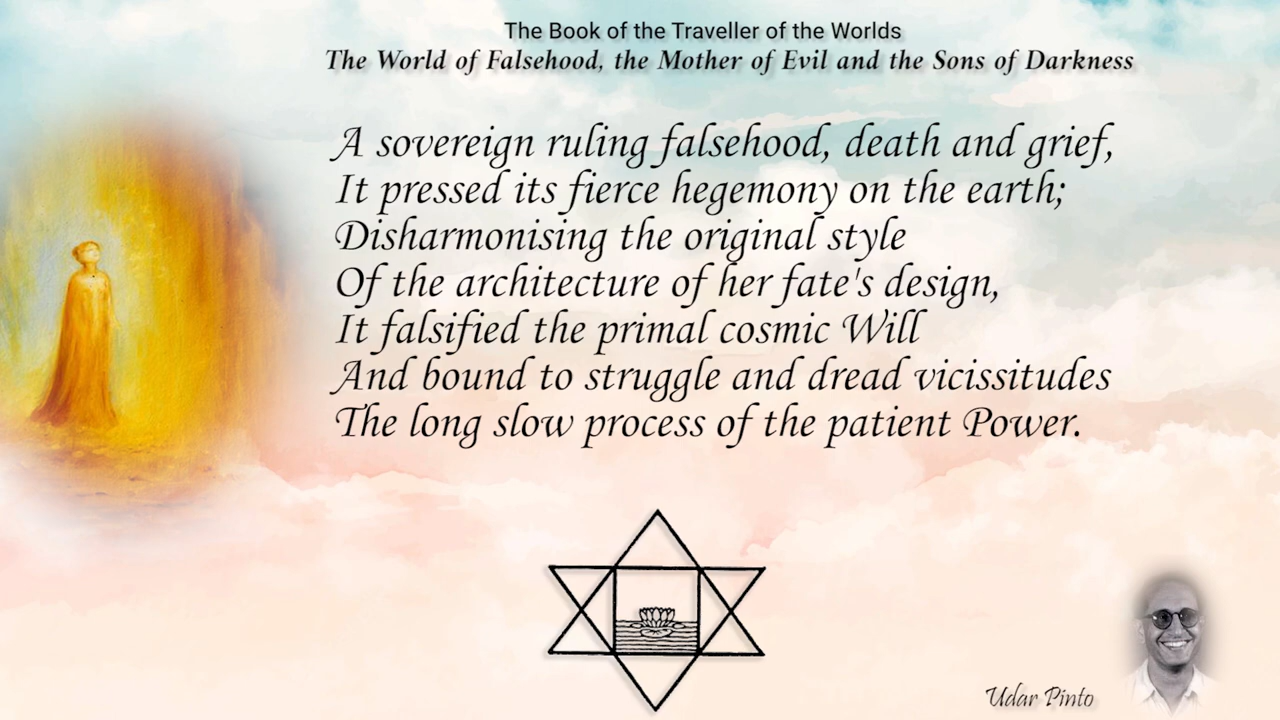 The Book of the Traveller of the Worlds
The World of Falsehood, the Mother of Evil and the Sons of Darkness
A sovereign ruling falsehood, death and grief,
It pressed its fierce hegemony on the earth;
Disharmonising the original style
Of the architecture of her fate's design,
It falsified the primal cosmic Will
And bound to struggle and dread vicissitudes
The long slow process of the patient Power.
Udar Pinto